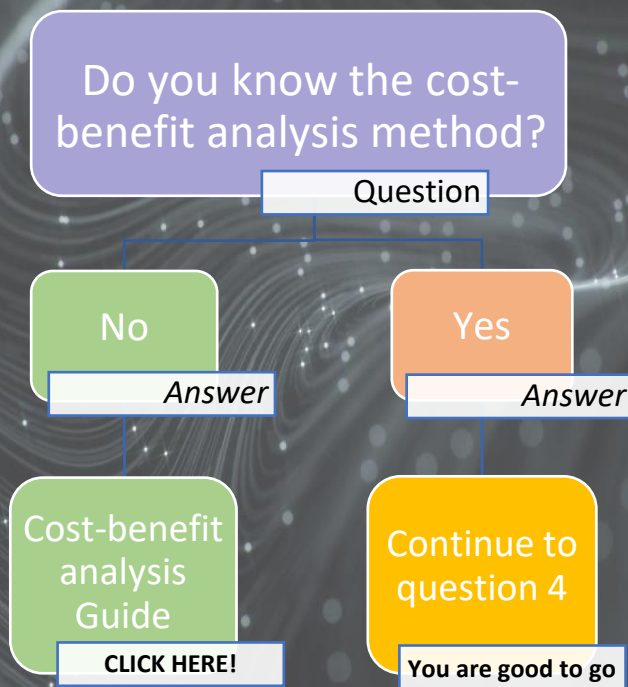 Do you know the cost-
benefit analysis method?
Question
No
Answer
Yes
Answer
Cost-benefit
analysis
Guide
CLICK HERE!
Continue to
question 4
You are good to go